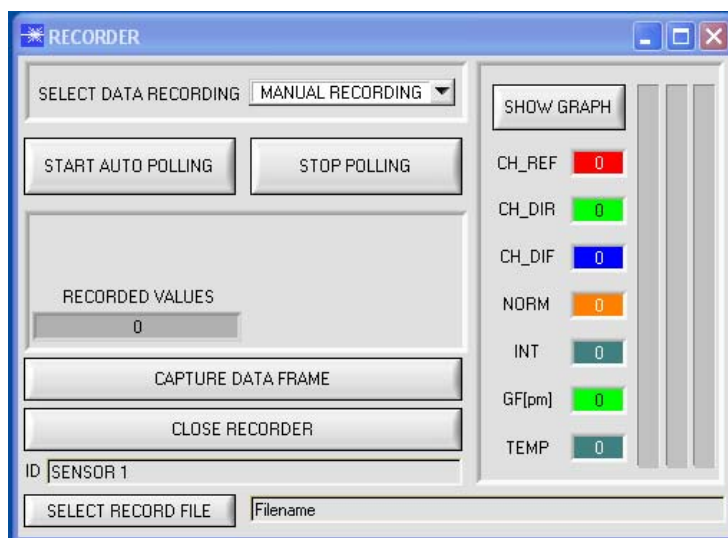 RECORDER
SELECT DATA RECORDING MANUAL RECORDING
START AUTO POLLING STOP POLLING
RECORDED VALUES
0
CAPTURE DATA FRAME
CLOSE RECORDER
ID SENSOR 1
SELECT RECORD FILE Filename
SHOW GRAPH
CH_REF 0
CH_DIR 0
CH_DIF 0
NORM 0
INT 0
GF[pm] 0
TEMP 0